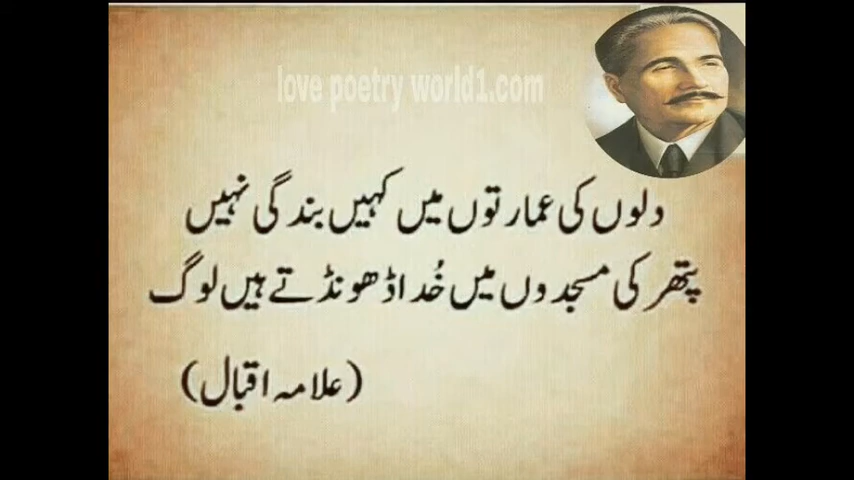 love poetry world1.com
دلوں کی عمارتوں میں کہیں بندگی نہیں
پتھر کی مسجدوں میں خُدا ڈھونڈتے ہیں لوگ
(علامہ اقبال)